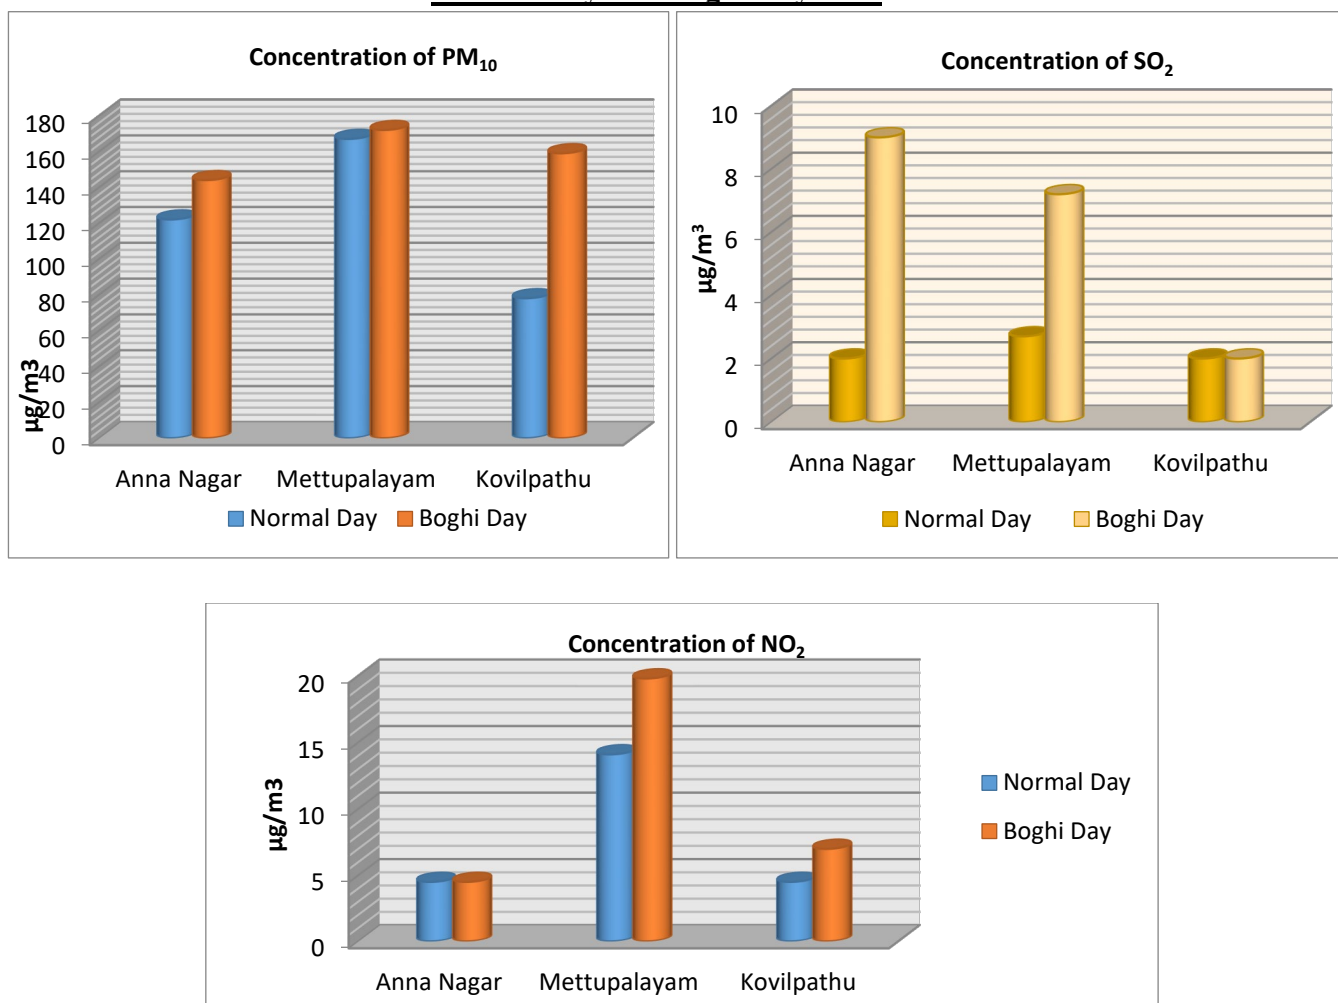 Concentration of PM₁₀
180
160
140
120
100
80
60
40
20
0
µg/m3
Anna Nagar Mettupalayam Kovilpathu
Normal Day Boghi Day
Concentration of SO₂
10
8
6
4
2
0
µg/m³
Anna Nagar Mettupalayam Kovilpathu
Normal Day Boghi Day
Concentration of NO₂
20
15
10
5
0
µg/m3
Anna Nagar Mettupalayam Kovilpathu
Normal Day
Boghi Day